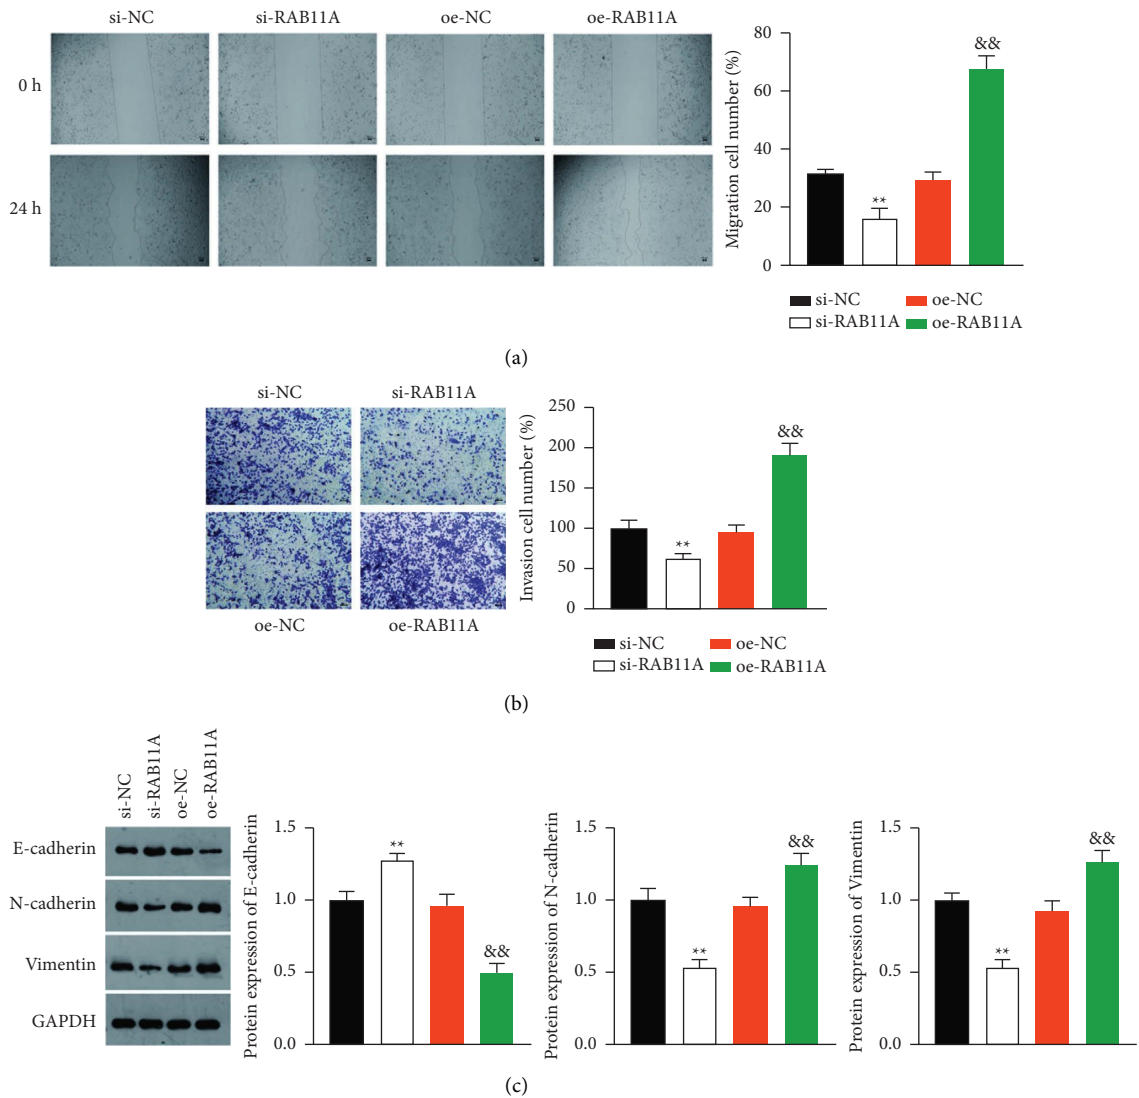 si-NC si-RAB11A oe-NC oe-RAB11A
0 h
24 h
Migration cell number (%)
80
60
40
20
0
**
&&
si-NC oe-NC
si-RAB11A oe-RAB11A
(a)
si-NC si-RAB11A
oe-NC oe-RAB11A
Invasion cell number (%)
250
200
150
100
50
0
**
&&
si-NC oe-NC
si-RAB11A oe-RAB11A
(b)
si-NC si-RAB11A oe-NC oe-RAB11A
E-cadherin
N-cadherin
Vimentin
GAPDH
Protein expression of E-cadherin
1.5
1.0
0.5
0.0
**
&&
Protein expression of N-cadherin
1.5
1.0
0.5
0.0
**
&&
Protein expression of Vimentin
1.5
1.0
0.5
0.0
**
&&
(c)